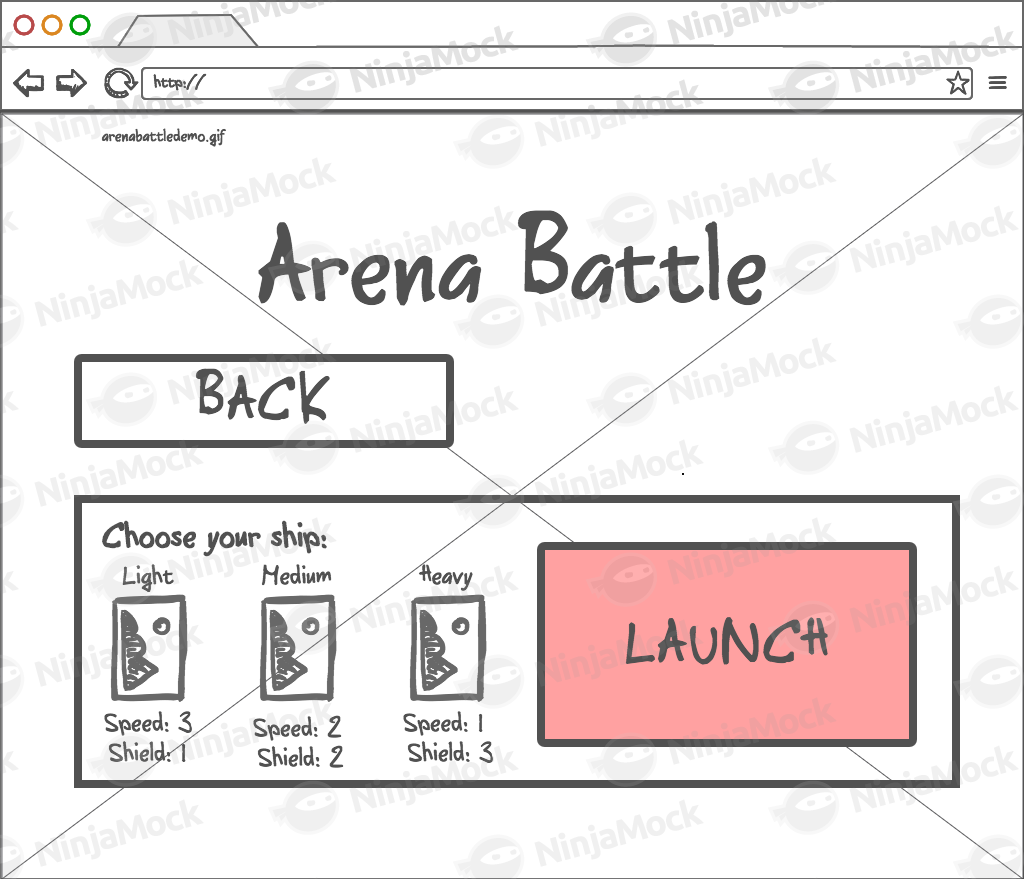 http://
arenabattledemo.gif
Arena Battle
BACK
Choose your ship:
Light Medium Heavy
Speed: 3 Speed: 2 Speed: 1
Shield: 1 Shield: 2 Shield: 3
LAUNCH
NinjaMock